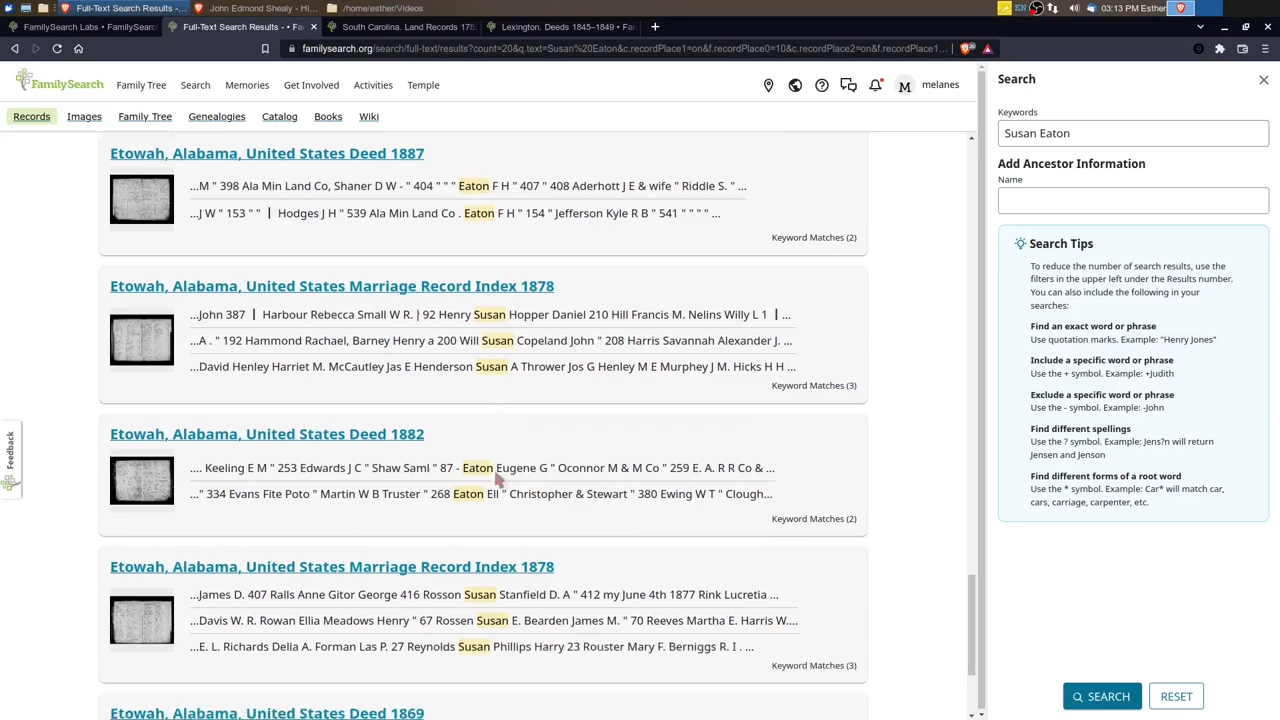 Full-Text Search Results - ...
John Edmond Shealy - Hist...
/home/esther/Videos
EN
03:13 PM Esther
FamilySearch Labs • FamilySearch
Full-Text Search Results - • Fa
South Carolina. Land Records 178
Lexington. Deeds 1845–1849 • Fa
familysearch.org/search/full-text/results?count=20&q.text=Susan%20Eaton&c.recordPlace1=on&f.recordPlace0=10&c.recordPlace2=on&f.recordPlace1...
FamilySearch
Family Tree
Search
Memories
Get Involved
Activities
Temple
M
melanes
Records
Images
Family Tree
Genealogies
Catalog
Books
Wiki
Etowah, Alabama, United States Deed 1887
...M " 398 Ala Min Land Co, Shaner D W - " 404 " " " Eaton F H " 407 " 408 Aderhott J E & wife " Riddle S. " ...
...J W " 153 " " | Hodges J H " 539 Ala Min Land Co . Eaton F H " 154 " Jefferson Kyle R B " 541 " " " " ...
Keyword Matches (2)
Etowah, Alabama, United States Marriage Record Index 1878
...John 387 | Harbour Rebecca Small W R. | 92 Henry Susan Hopper Daniel 210 Hill Francis M. Nelins Willy L 1 | ...
...A . " 192 Hammond Rachael, Barney Henry a 200 Will Susan Copeland John " 208 Harris Savannah Alexander J. ...
...David Henley Harriet M. McCautley Jas E Henderson Susan A Thrower Jos G Henley M E Murphey J M. Hicks H H ...
Keyword Matches (3)
Etowah, Alabama, United States Deed 1882
.... Keeling E M " 253 Edwards J C " Shaw Saml " 87 - Eaton Eugene G " Oconnor M & M Co " 259 E. A. R R Co & ...
..." 334 Evans Fite Poto " Martin W B Truster " 268 Eaton Ell " Christopher & Stewart " 380 Ewing W T " Clough...
Keyword Matches (2)
Etowah, Alabama, United States Marriage Record Index 1878
...James D. 407 Ralls Anne Gitor George 416 Rosson Susan Stanfield D. A " 412 my June 4th 1877 Rink Lucretia ...
...Davis W. R. Rowan Ellia Meadows Henry " 67 Rossen Susan E. Bearden James M. " 70 Reeves Martha E. Harris W....
...E. L. Richards Delia A. Forman Las P. 27 Reynolds Susan Phillips Harry 23 Rouster Mary F. Berniggs R. I . ...
Keyword Matches (3)
Etowah, Alabama, United States Deed 1869
Feedback
Search
Keywords
Susan Eaton
Add Ancestor Information
Name
Search Tips
To reduce the number of search results, use the
filters in the upper left under the Results number.
You can also include the following in your
searches:
Find an exact word or phrase
Use quotation marks. Example: "Henry Jones"
Include a specific word or phrase
Use the + symbol. Example: +Judith
Exclude a specific word or phrase
Use the - symbol. Example: -John
Find different spellings
Use the ? symbol. Example: Jens?n will return
Jensen and Jenson
Find different forms of a root word
Use the * symbol. Example: Car* will match car,
cars, carriage, carpenter, etc.
SEARCH
RESET